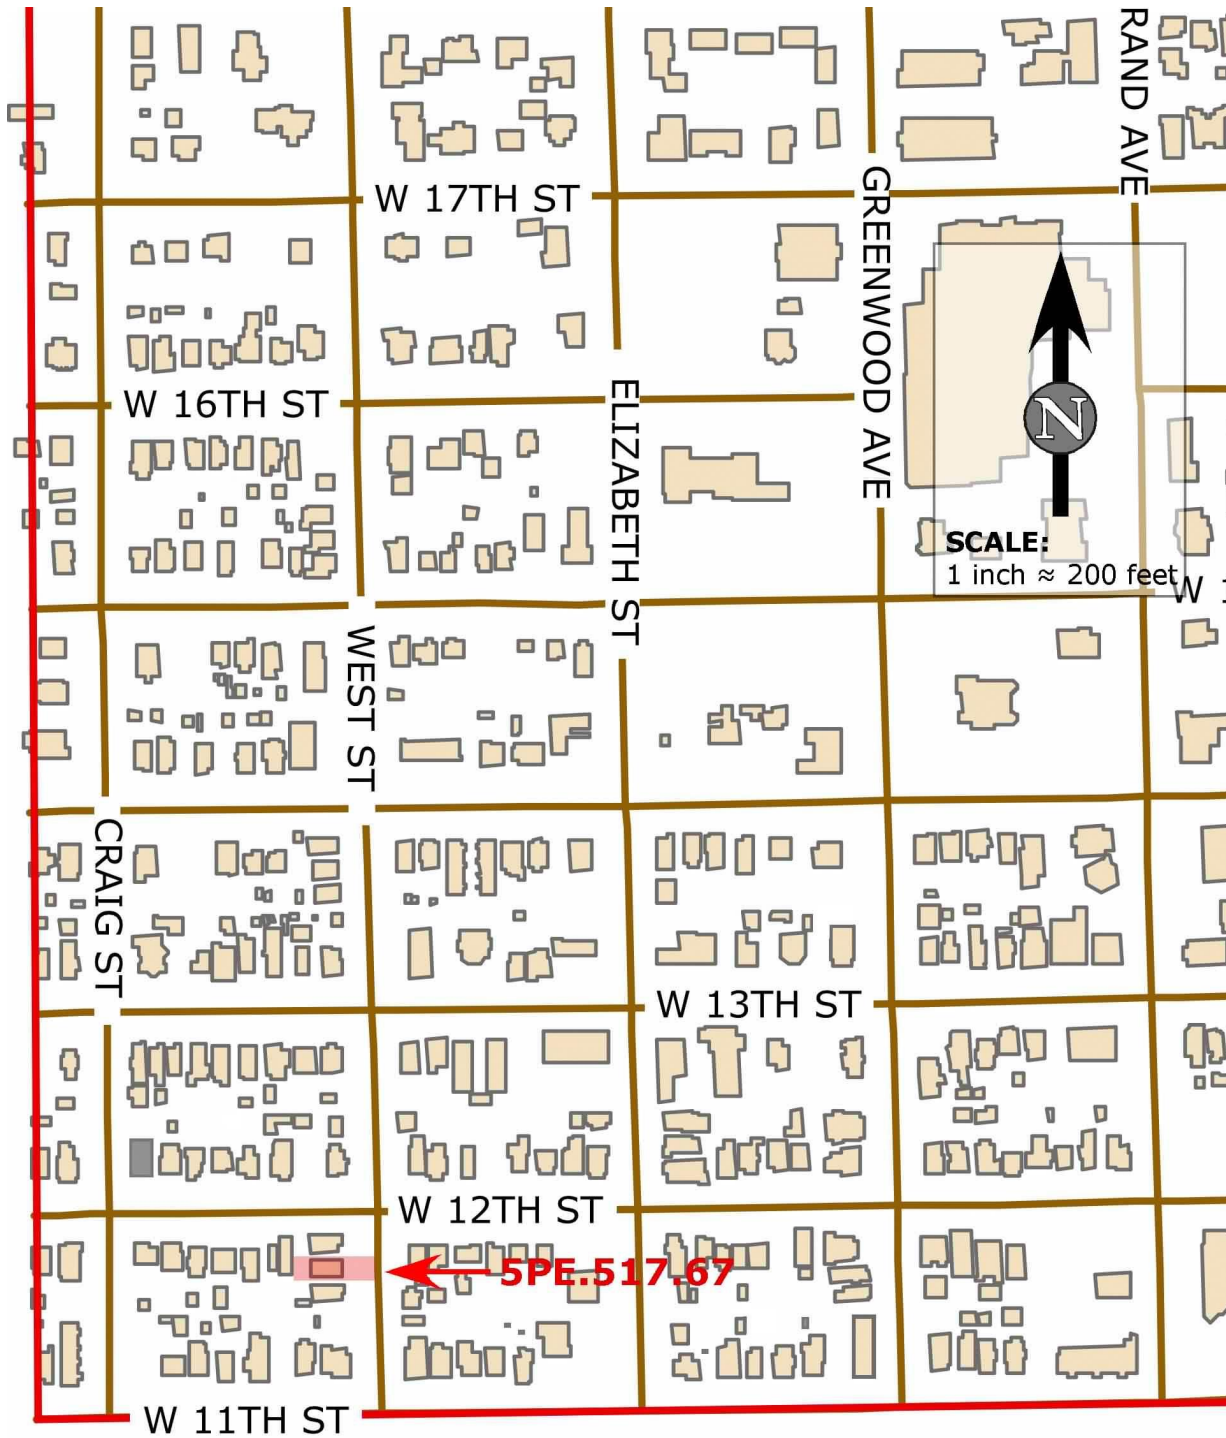 RAND AVE
W 17TH ST
GREENWOOD AVE
W 16TH ST
ELIZABETH ST
N
SCALE:
1 inch ≈ 200 feet
W 1
WEST ST
CRAIG ST
W 13TH ST
W 12TH ST
5PE.517.67
W 11TH ST